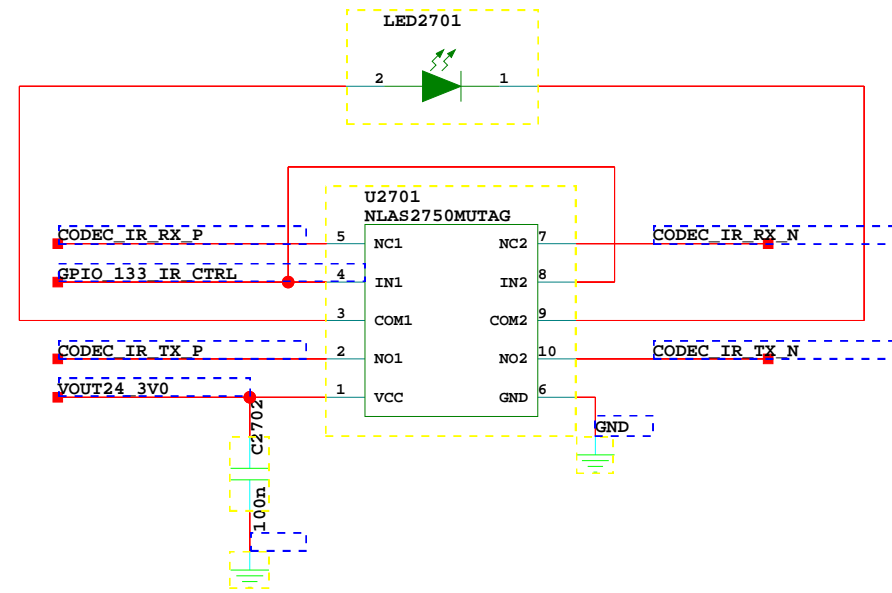 LED2701
2 1
U2701
NLAS2750MUTAG
CODEC_IR_RX_P 5 NC1 NC2 7 CODEC_IR_RX_N
GPIO_133_IR_CTRL 4 IN1 IN2 8
3 COM1 COM2 9
CODEC_IR_TX_P 2 NO1 NO2 10 CODEC_IR_TX_N
VOUT24_3V0 1 VCC GND 6
GND
C2702
100n